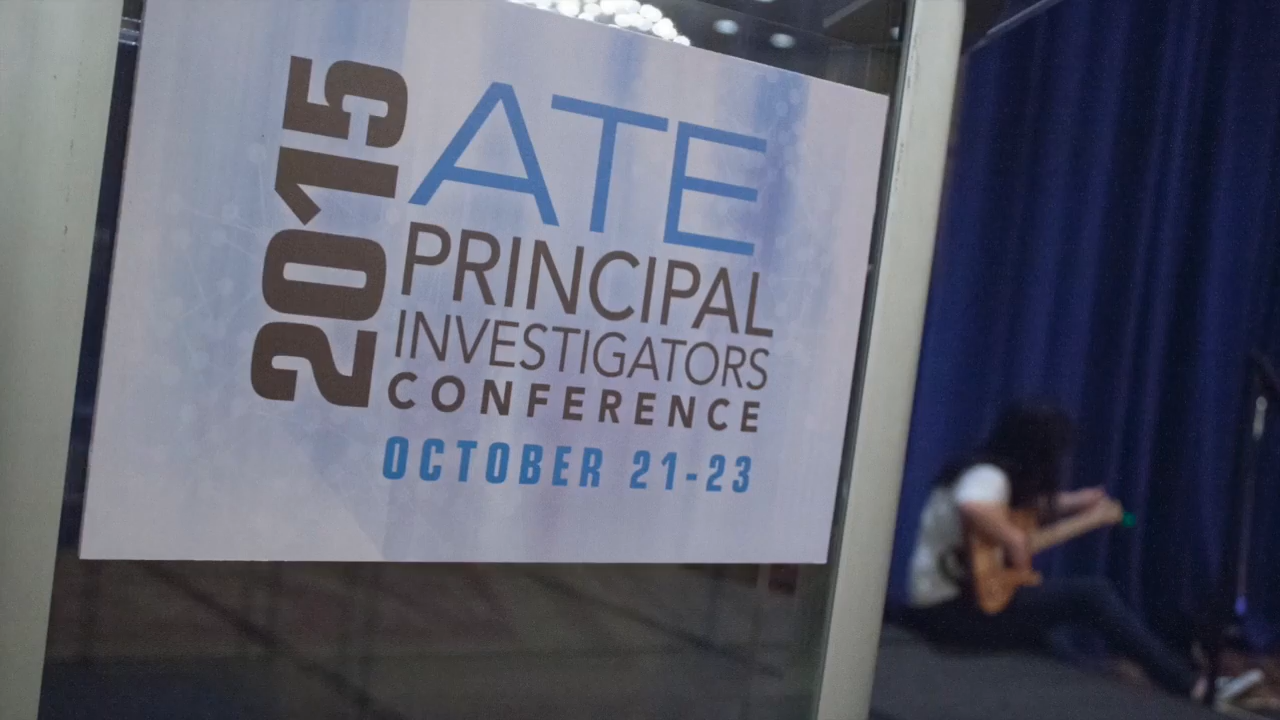 2015
ATE
PRINCIPAL
INVESTIGATORS
CONFERENCE
OCTOBER 21-23